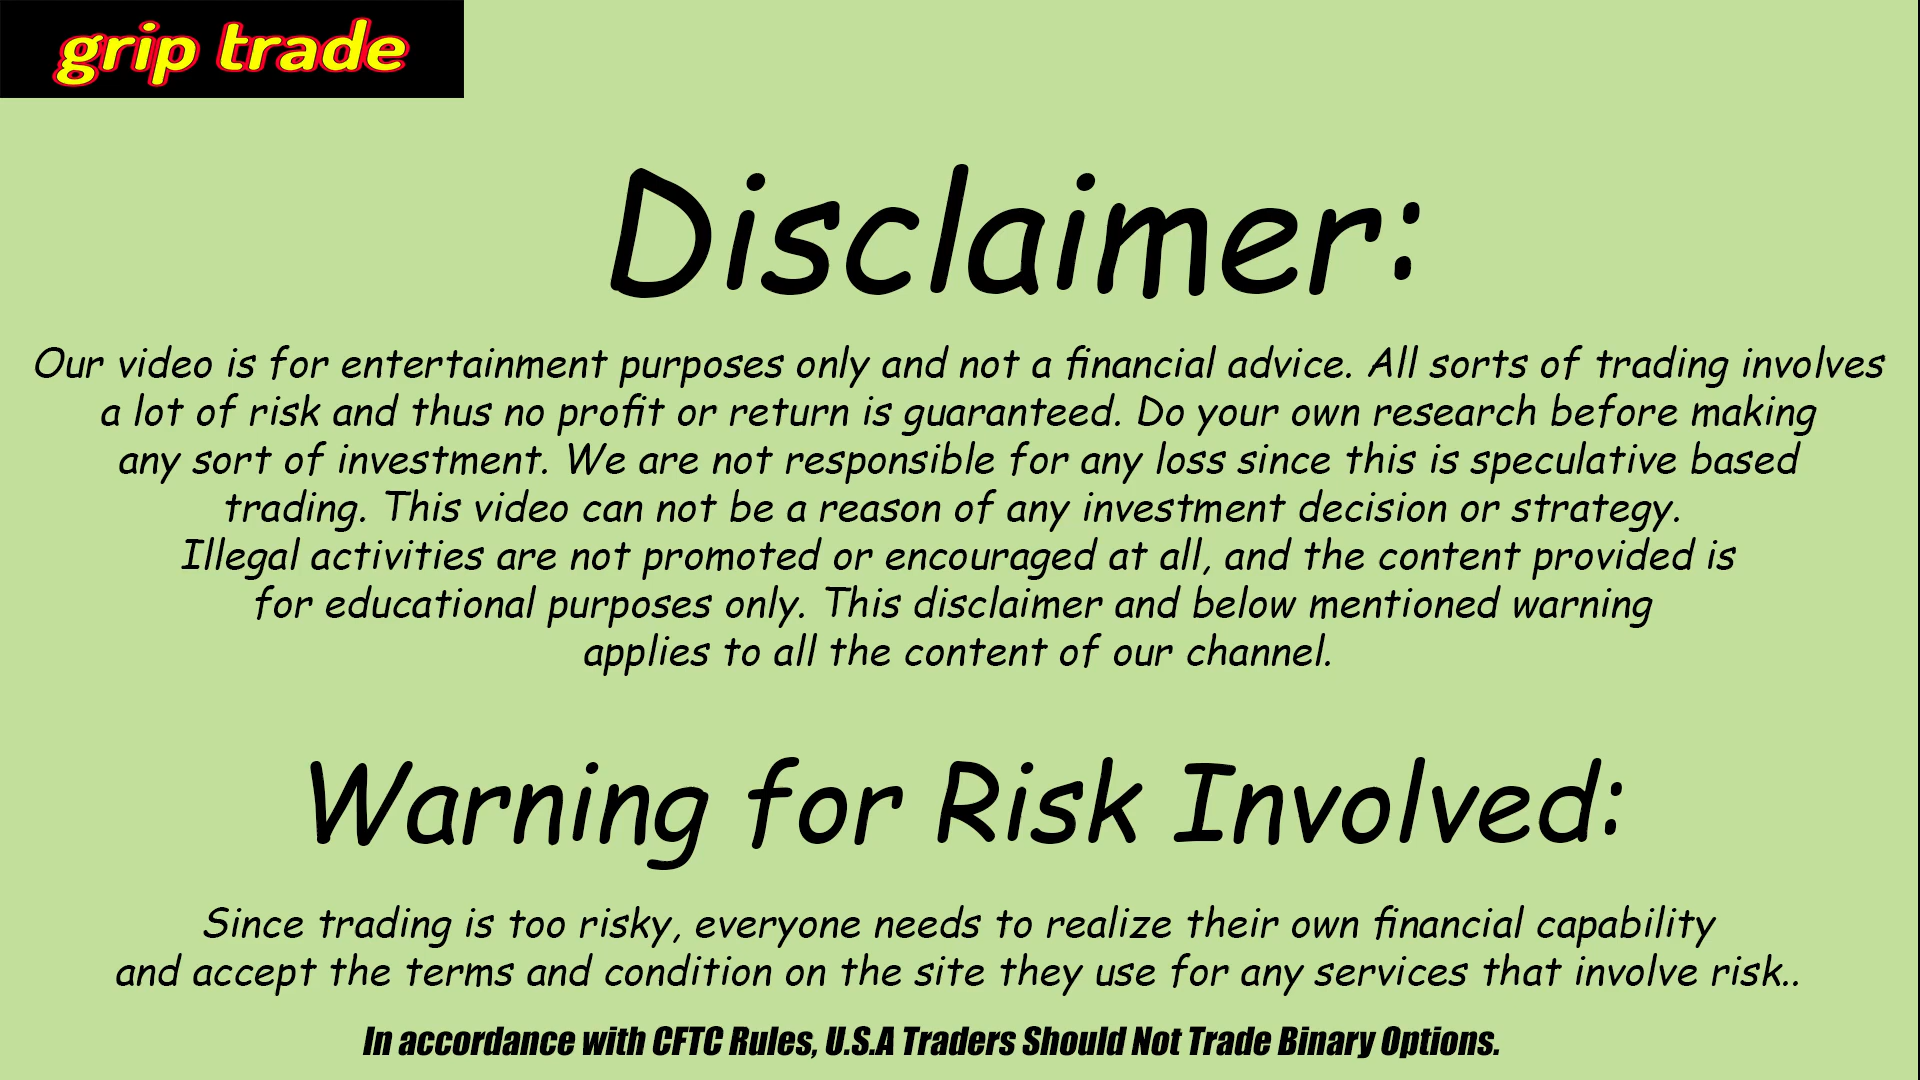 grip trade
Disclaimer:
Our video is for entertainment purposes only and not a financial advice. All sorts of trading involves
a lot of risk and thus no profit or return is guaranteed. Do your own research before making
any sort of investment. We are not responsible for any loss since this is speculative based
trading. This video can not be a reason of any investment decision or strategy.
Illegal activities are not promoted or encouraged at all, and the content provided is
for educational purposes only. This disclaimer and below mentioned warning
applies to all the content of our channel.
Warning for Risk Involved:
Since trading is too risky, everyone needs to realize their own financial capability
and accept the terms and condition on the site they use for any services that involve risk..
In accordance with CFTC Rules, U.S.A Traders Should Not Trade Binary Options.